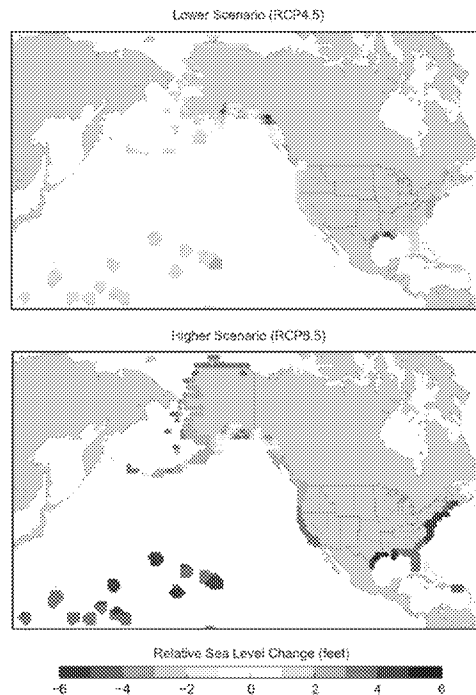 Lower Scenario (RCP4.5)
Higher Scenario (RCP8.5)
Relative Sea Level Change (feet)
-6 -4 -2 0 2 4 6